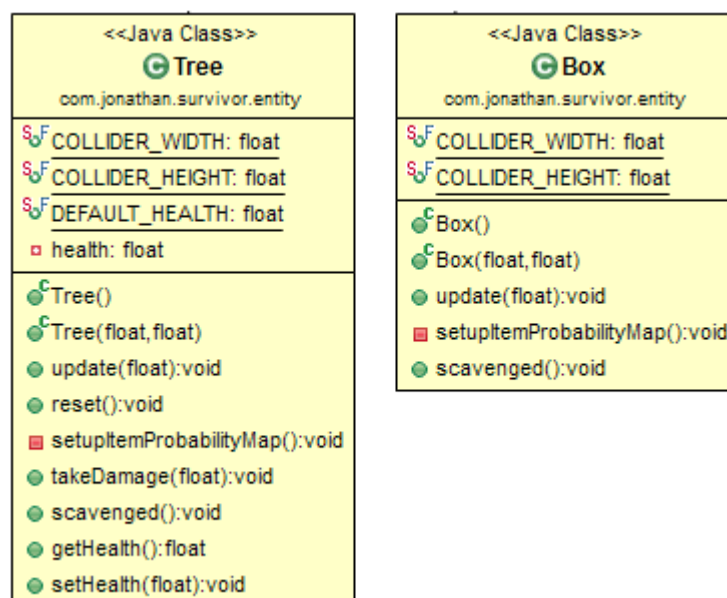 <<Java Class>>
C Tree
com.jonathan.survivor.entity
S F COLLIDER_WIDTH: float
S F COLLIDER_HEIGHT: float
S F DEFAULT_HEALTH: float
health: float
C Tree()
C Tree(float,float)
update(float):void
reset():void
setupItemProbabilityMap():void
takeDamage(float):void
scavenged():void
getHealth():float
setHealth(float):void
<<Java Class>>
C Box
com.jonathan.survivor.entity
S F COLLIDER_WIDTH: float
S F COLLIDER_HEIGHT: float
C Box()
C Box(float,float)
update(float):void
setupItemProbabilityMap():void
scavenged():void